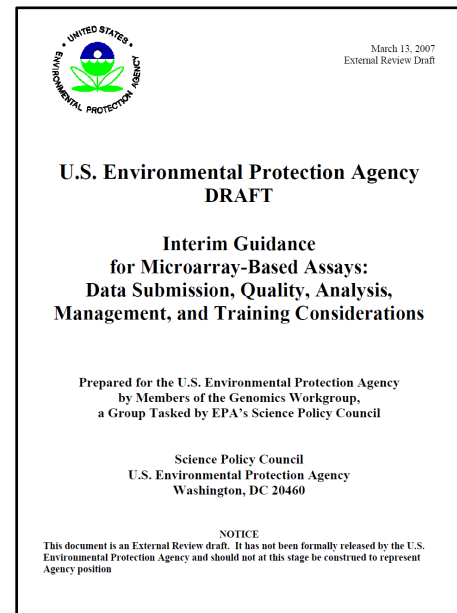 UNITED STATES
ENVIRONMENTAL PROTECTION AGENCY
March 13, 2007
External Review Draft
U.S. Environmental Protection Agency
DRAFT
Interim Guidance
for Microarray-Based Assays:
Data Submission, Quality, Analysis,
Management, and Training Considerations
Prepared for the U.S. Environmental Protection Agency
by Members of the Genomics Workgroup,
a Group Tasked by EPA's Science Policy Council
Science Policy Council
U.S. Environmental Protection Agency
Washington, DC 20460
NOTICE
This document is an External Review draft. It has not been formally released by the U.S.
Environmental Protection Agency and should not at this stage be construed to represent
Agency position